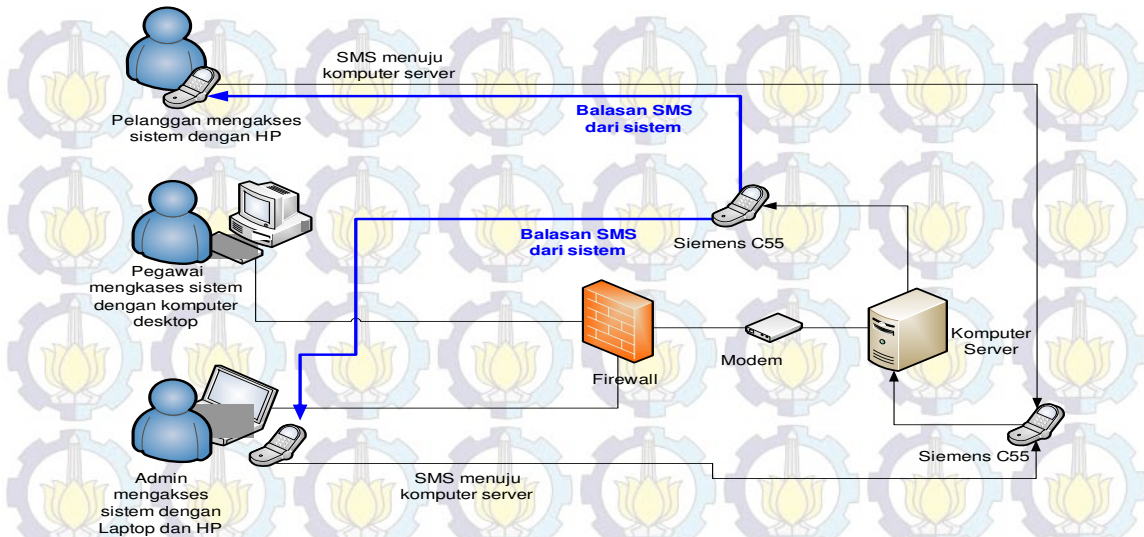 SMS menuju
komputer server
Pelanggan mengakses
sistem dengan HP
Balasan SMS
dari sistem
Siemens C55
Balasan SMS
dari sistem
Pegawai
mengkases sistem
dengan komputer
desktop
Firewall
Modem
Komputer
Server
Siemens C55
Admin
mengakses
sistem dengan
Laptop dan HP
SMS menuju
komputer server